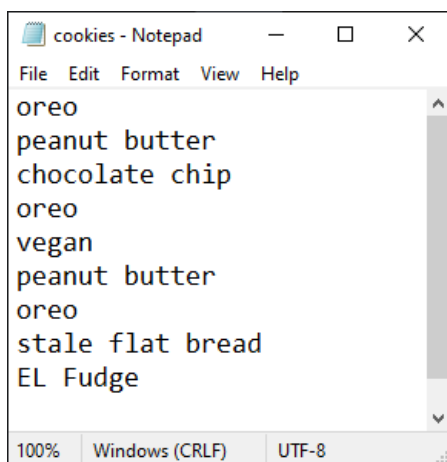 cookies - Notepad
File Edit Format View Help
oreo
peanut butter
chocolate chip
oreo
vegan
peanut butter
oreo
stale flat bread
EL Fudge
100% Windows (CRLF) UTF-8